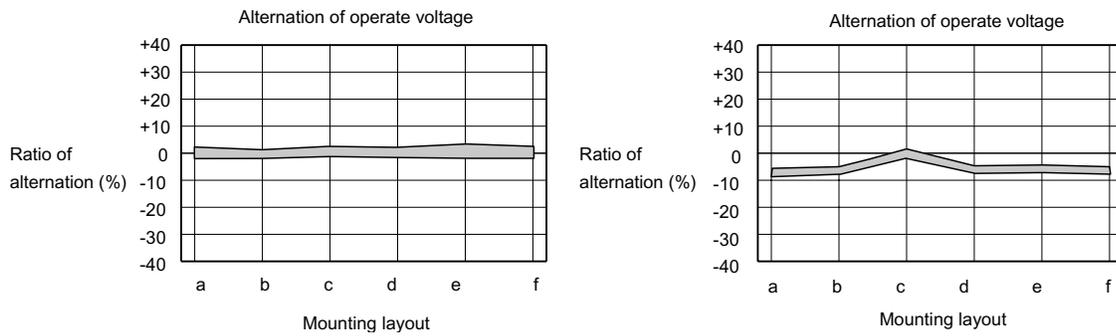 Alternation of operate voltage
+40
+30
+20
+10
0
-10
-20
-30
-40
Ratio of
alternation (%)
a b c d e f
Mounting layout
Alternation of operate voltage
+40
+30
+20
+10
0
-10
-20
-30
-40
Ratio of
alternation (%)
a b c d e f
Mounting layout